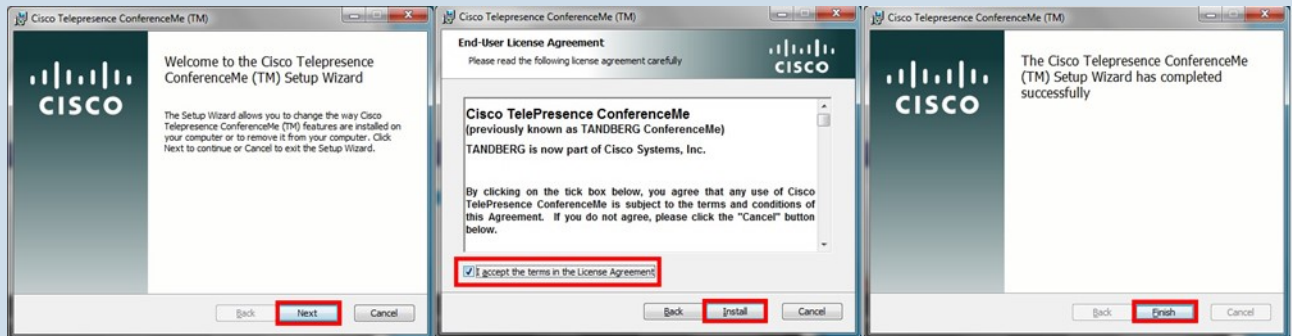 Cisco Telepresence ConferenceMe (TM)
CISCO
Welcome to the Cisco Telepresence
ConferenceMe (TM) Setup Wizard
The Setup Wizard allows you to change the way Cisco
Telepresence ConferenceMe (TM) features are installed on
your computer or to remove it from your computer. Click
Next to continue or Cancel to exit the Setup Wizard.
Back Next Cancel
Cisco Telepresence ConferenceMe (TM)
End-User License Agreement
Please read the following license agreement carefully
CISCO
Cisco TelePresence ConferenceMe
(previously known as TANDBERG ConferenceMe)
TANDBERG is now part of Cisco Systems, Inc.
By clicking on the tick box below, you agree that any use of Cisco
TelePresence ConferenceMe is subject to the terms and conditions of
this Agreement. If you do not agree, please click the "Cancel" button
below.
I accept the terms in the License Agreement
Back Install Cancel
Cisco Telepresence ConferenceMe (TM)
CISCO
The Cisco Telepresence ConferenceMe
(TM) Setup Wizard has completed
successfully
Back Finish Cancel